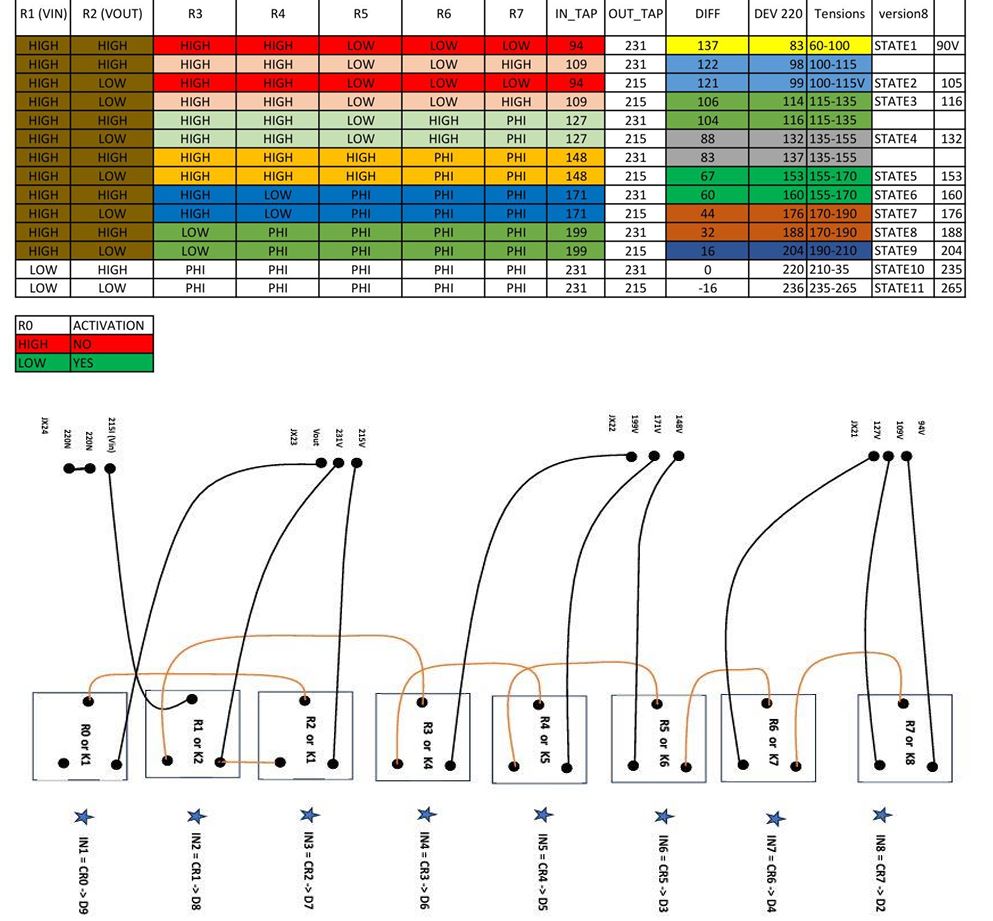 R1 (VIN) R2 (VOUT) R3 R4 R5 R6 R7 IN_TAP OUT_TAP DIFF DEV 220 Tensions version8
HIGH HIGH HIGH HIGH LOW LOW LOW 94 231 137 83 60-100 STATE1 90V
HIGH HIGH HIGH HIGH LOW LOW HIGH 109 231 122 98 100-115
HIGH LOW HIGH HIGH LOW LOW LOW 94 215 121 99 100-115V STATE2 105
HIGH LOW HIGH HIGH LOW LOW HIGH 109 215 106 114 115-135 STATE3 116
HIGH HIGH HIGH HIGH LOW HIGH PHI 127 231 104 116 115-135
HIGH LOW HIGH HIGH LOW HIGH PHI 127 215 88 132 135-155 STATE4 132
HIGH HIGH HIGH HIGH HIGH PHI PHI 148 231 83 137 135-155
HIGH LOW HIGH HIGH HIGH PHI PHI 148 215 67 153 155-170 STATE5 153
HIGH HIGH HIGH LOW PHI PHI PHI 171 231 60 160 155-170 STATE6 160
HIGH LOW HIGH LOW PHI PHI PHI 171 215 44 176 170-190 STATE7 176
HIGH HIGH LOW PHI PHI PHI PHI 199 231 32 188 170-190 STATE8 188
HIGH LOW LOW PHI PHI PHI PHI 199 215 16 204 190-210 STATE9 204
LOW HIGH PHI PHI PHI PHI PHI 231 231 0 220 210-35 STATE10 235
LOW LOW PHI PHI PHI PHI PHI 231 215 -16 236 235-265 STATE11 265
R0 ACTIVATION
HIGH NO
LOW YES
JX24
220N
220N
215I (Vin)
JX23
Vout
231V
215V
JX22
199V
171V
148V
JX21
127V
109V
94V
R0 or K1
R1 or K2
R2 or K1
R3 or K4
R4 or K5
R5 or K6
R6 or K7
R7 or K8
IN1 = CR0 -> D9
IN2 = CR1 -> D8
IN3 = CR2 -> D7
IN4 = CR3 -> D6
IN5 = CR4 -> D5
IN6 = CR5 -> D3
IN7 = CR6 -> D4
IN8 = CR7 -> D2